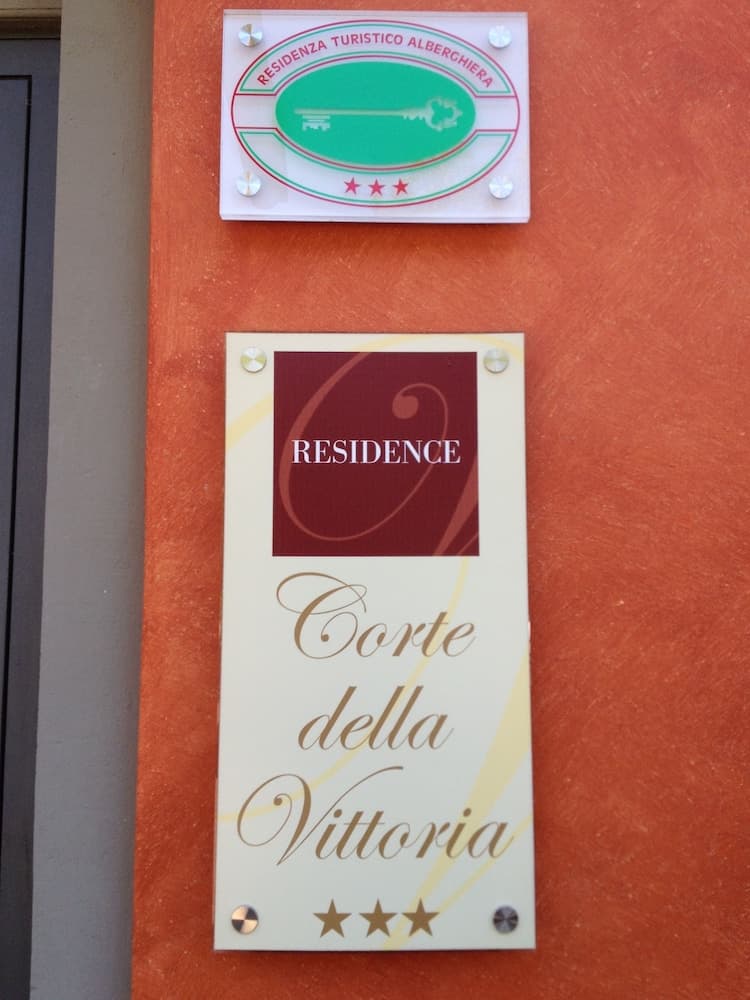 RESIDENZA TURISTICO ALBERGHIERA
RESIDENCE
Corte
della
Vittoria